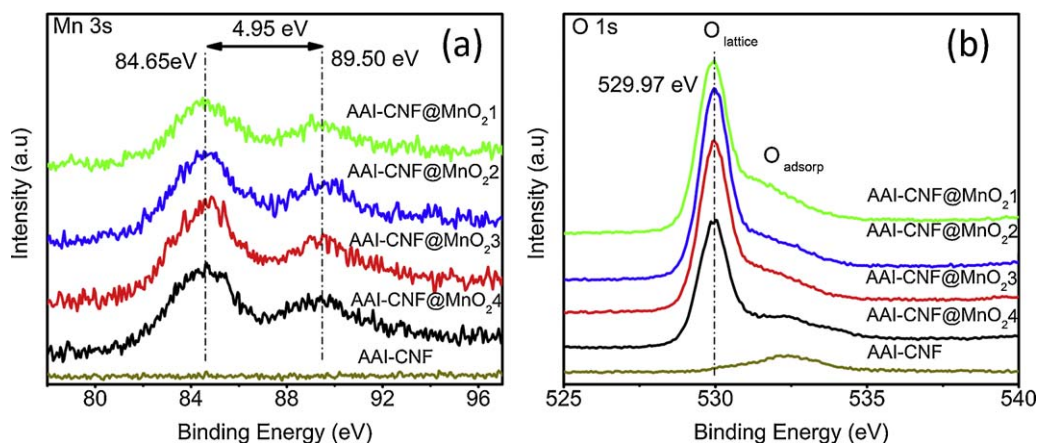 Mn 3s
4.95 eV
(a)
84.65eV
89.50 eV
AAI-CNF@MnO₂1
AAI-CNF@MnO₂2
AAI-CNF@MnO₂3
AAI-CNF@MnO₂4
AAI-CNF
Intensity (a.u)
80 84 88 92 96
Binding Energy (eV)
O 1s
O lattice
(b)
529.97 eV
O adsorp
AAI-CNF@MnO₂1
AAI-CNF@MnO₂2
AAI-CNF@MnO₂3
AAI-CNF@MnO₂4
AAI-CNF
Intensity (a.u)
525 530 535 540
Binding Energy (eV)